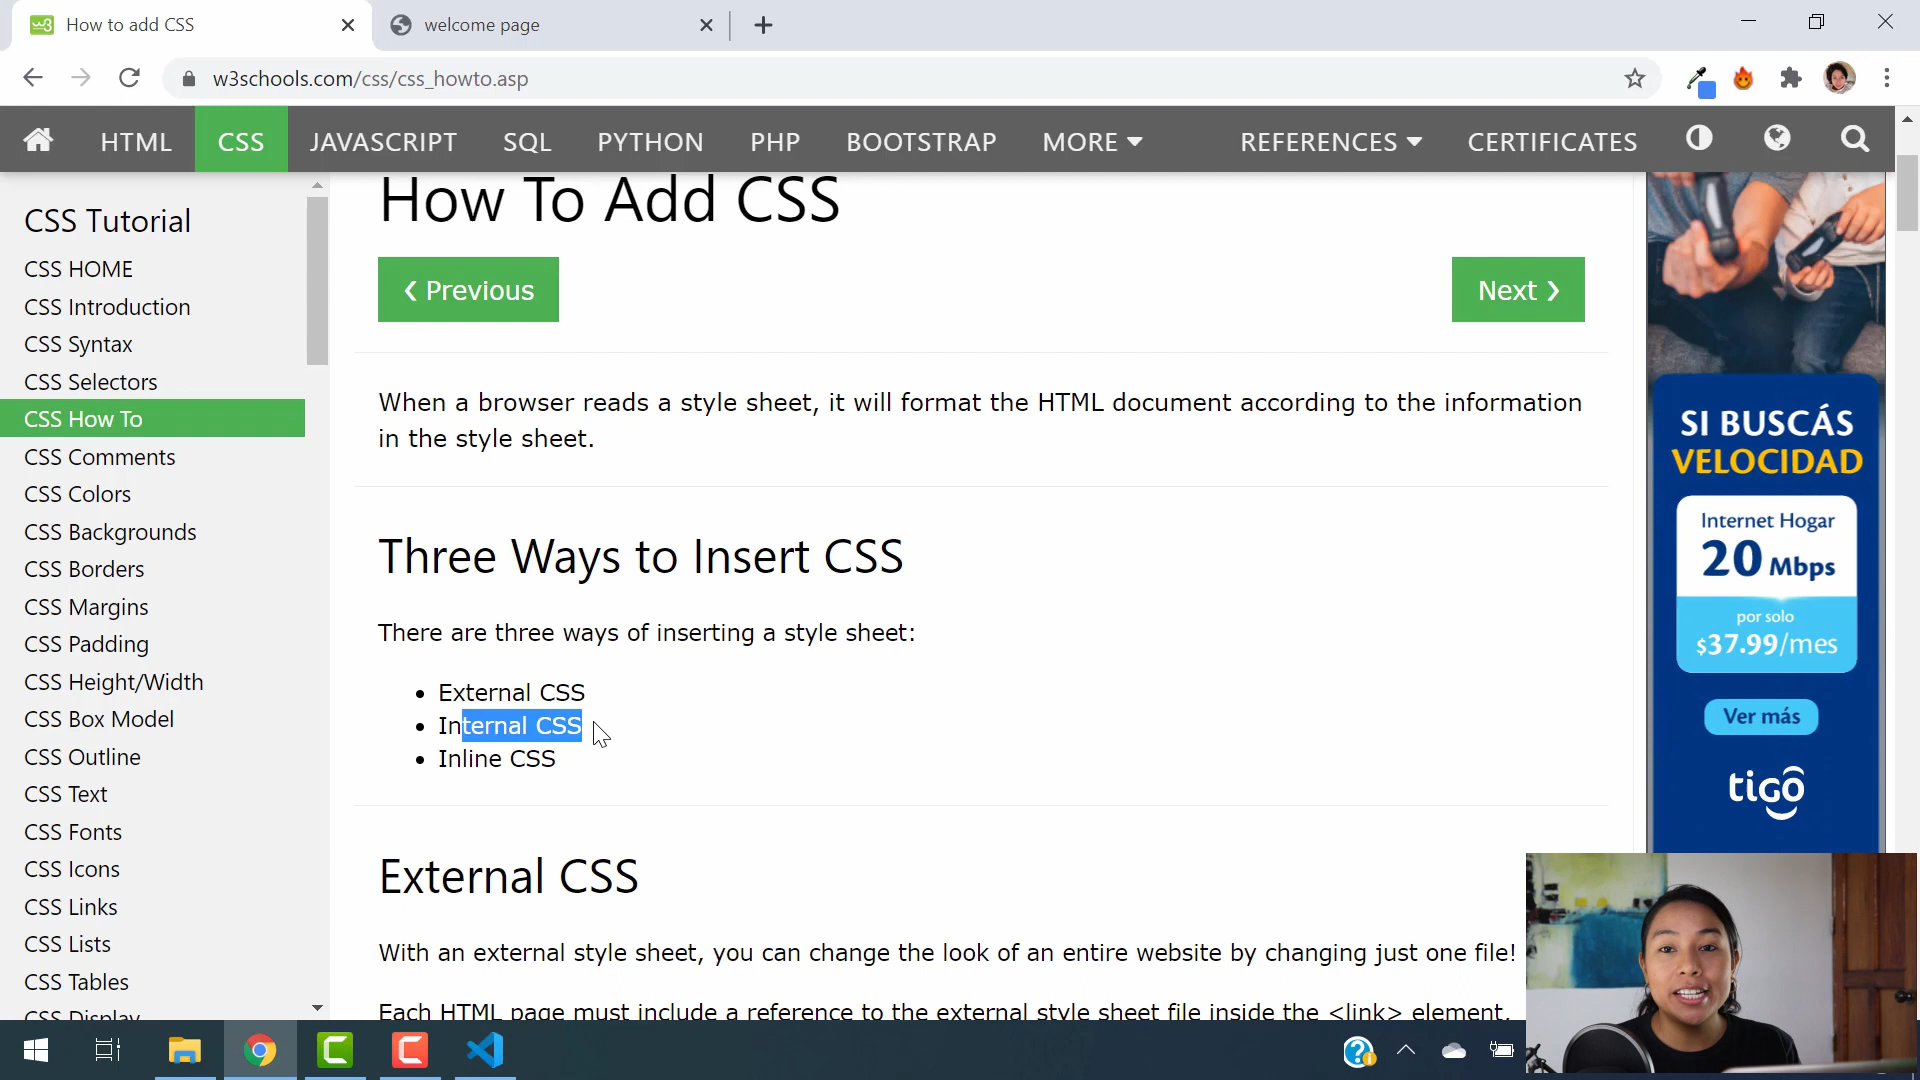 How to add CSS
welcome page
w3schools.com/css/css_howto.asp
HTML CSS JAVASCRIPT SQL PYTHON PHP BOOTSTRAP MORE REFERENCES CERTIFICATES
CSS Tutorial
CSS HOME
CSS Introduction
CSS Syntax
CSS Selectors
CSS How To
CSS Comments
CSS Colors
CSS Backgrounds
CSS Borders
CSS Margins
CSS Padding
CSS Height/Width
CSS Box Model
CSS Outline
CSS Text
CSS Fonts
CSS Icons
CSS Links
CSS Lists
CSS Tables
CSS Display
How To Add CSS
❮ Previous
Next ❯
When a browser reads a style sheet, it will format the HTML document according to the information
in the style sheet.
Three Ways to Insert CSS
There are three ways of inserting a style sheet:
• External CSS
• Internal CSS
• Inline CSS
External CSS
With an external style sheet, you can change the look of an entire website by changing just one file!
Each HTML page must include a reference to the external style sheet file inside the <link> element,
SI BUSCÁS
VELOCIDAD
Internet Hogar
20 Mbps
por solo
$37.99/mes
Ver más
tigo